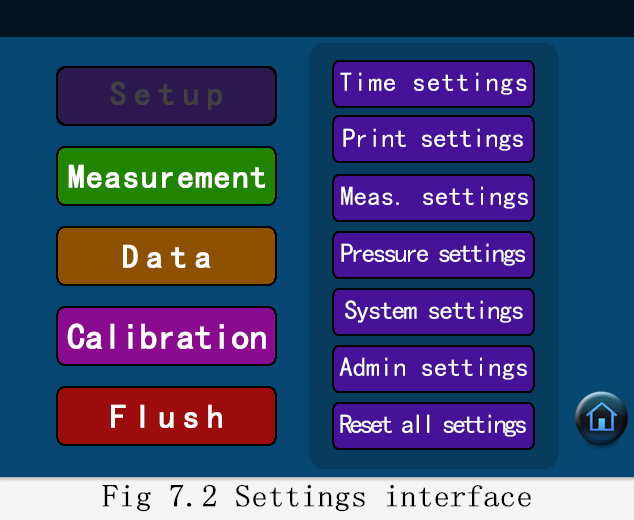 Setup
Measurement
Data
Calibration
Flush
Time settings
Print settings
Meas. settings
Pressure settings
System settings
Admin settings
Reset all settings
Fig 7.2 Settings interface